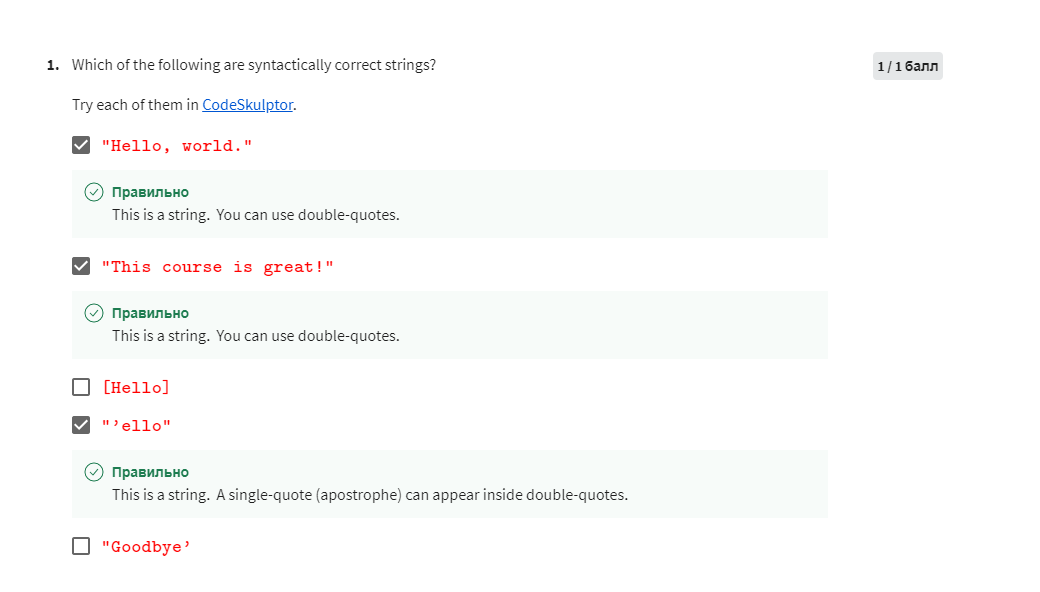 1. Which of the following are syntactically correct strings?
1 / 1 балл
Try each of them in CodeSkulptor.
"Hello, world."
Правильно
This is a string. You can use double-quotes.
"This course is great!"
Правильно
This is a string. You can use double-quotes.
[Hello]
"’ello"
Правильно
This is a string. A single-quote (apostrophe) can appear inside double-quotes.
"Goodbye’